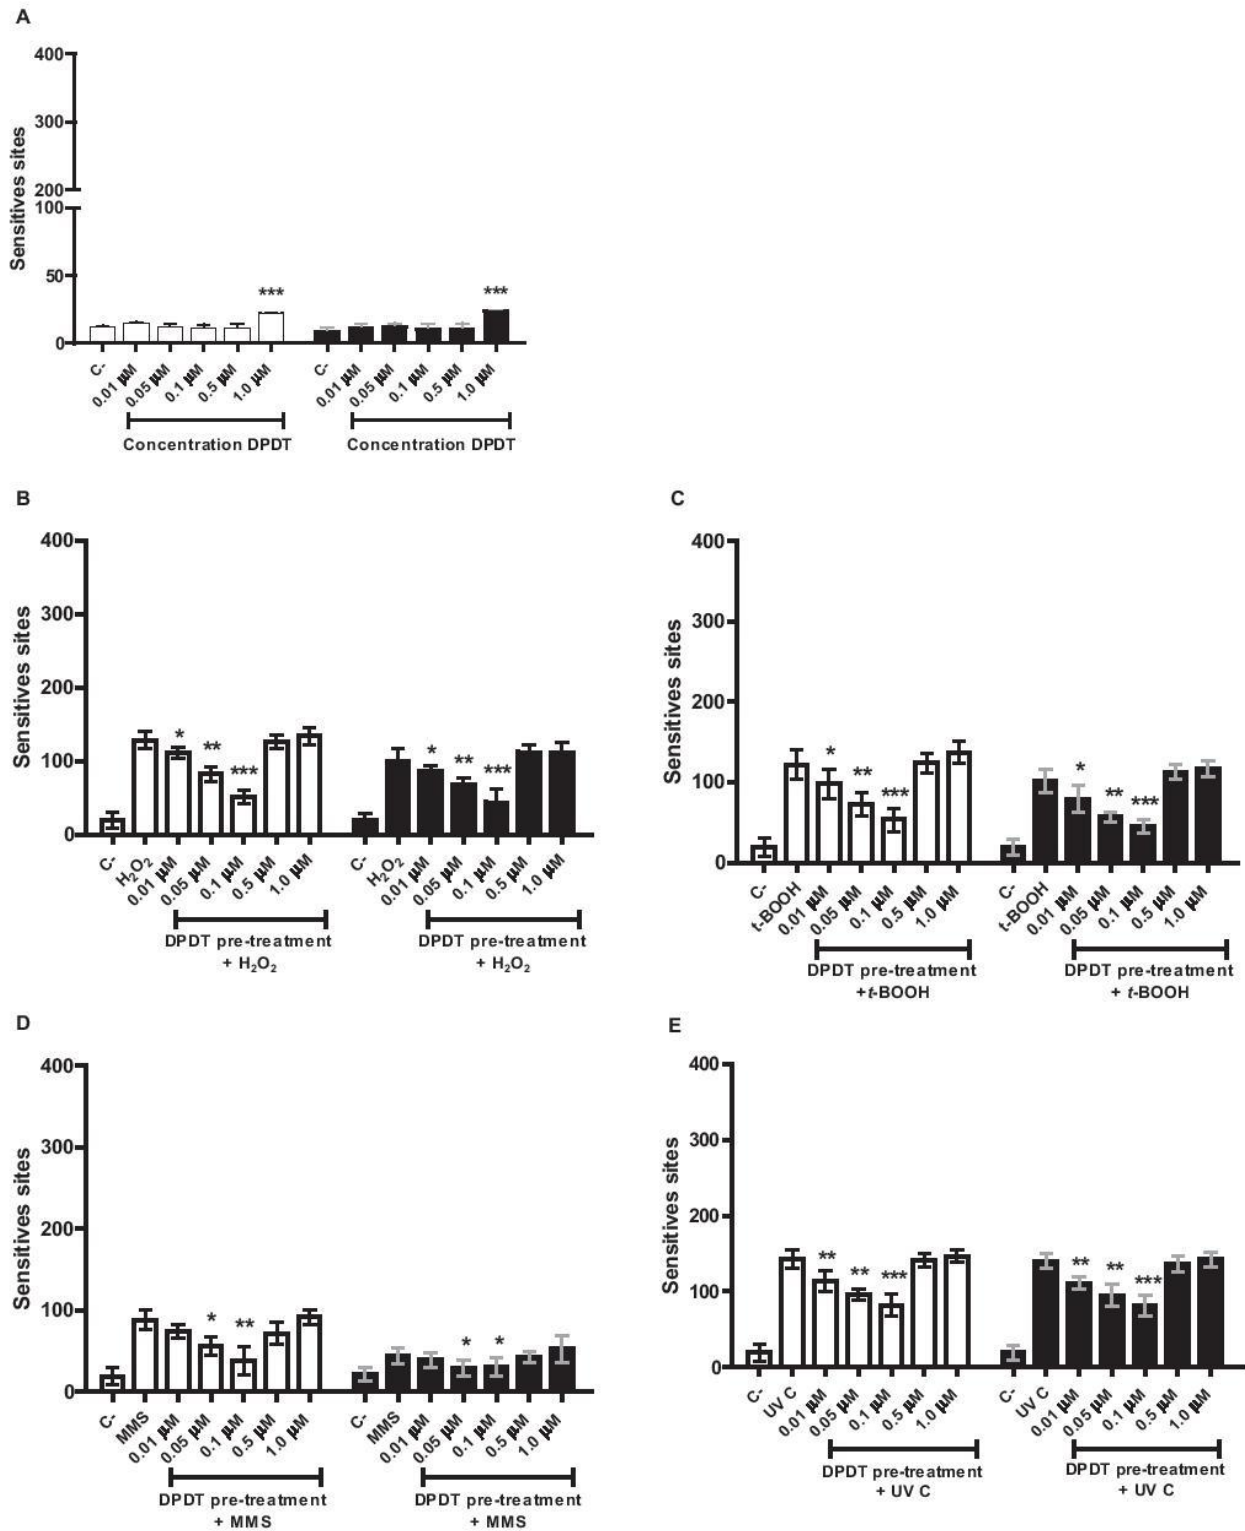 A
Sensitives sites
400
300
200
100
50
0
***
***
C-
0.01 µM
0.05 µM
0.1 µM
0.5 µM
1.0 µM
C-
0.01 µM
0.05 µM
0.1 µM
0.5 µM
1.0 µM
Concentration DPDT
Concentration DPDT
B
Sensitives sites
400
300
200
100
0
*
**
***
*
**
***
C-
H₂O₂
0.01 µM
0.05 µM
0.1 µM
0.5 µM
1.0 µM
C-
H₂O₂
0.01 µM
0.05 µM
0.1 µM
0.5 µM
1.0 µM
DPDT pre-treatment
+ H₂O₂
DPDT pre-treatment
+ H₂O₂
C
Sensitives sites
400
300
200
100
0
*
**
***
*
**
***
C-
t-BOOH
0.01 µM
0.05 µM
0.1 µM
0.5 µM
1.0 µM
C-
t-BOOH
0.01 µM
0.05 µM
0.1 µM
0.5 µM
1.0 µM
DPDT pre-treatment
+t-BOOH
DPDT pre-treatment
+ t-BOOH
D
Sensitives sites
400
300
200
100
0
*
**
*
*
C-
MMS
0.01 µM
0.05 µM
0.1 µM
0.5 µM
1.0 µM
C-
MMS
0.01 µM
0.05 µM
0.1 µM
0.5 µM
1.0 µM
DPDT pre-treatment
+ MMS
DPDT pre-treatment
+ MMS
E
Sensitives sites
400
300
200
100
0
**
**
***
**
**
***
C-
UV C
0.01 µM
0.05 µM
0.1 µM
0.5 µM
1.0 µM
C-
UV C
0.01 µM
0.05 µM
0.1 µM
0.5 µM
1.0 µM
DPDT pre-treatment
+ UV C
DPDT pre-treatment
+ UV C